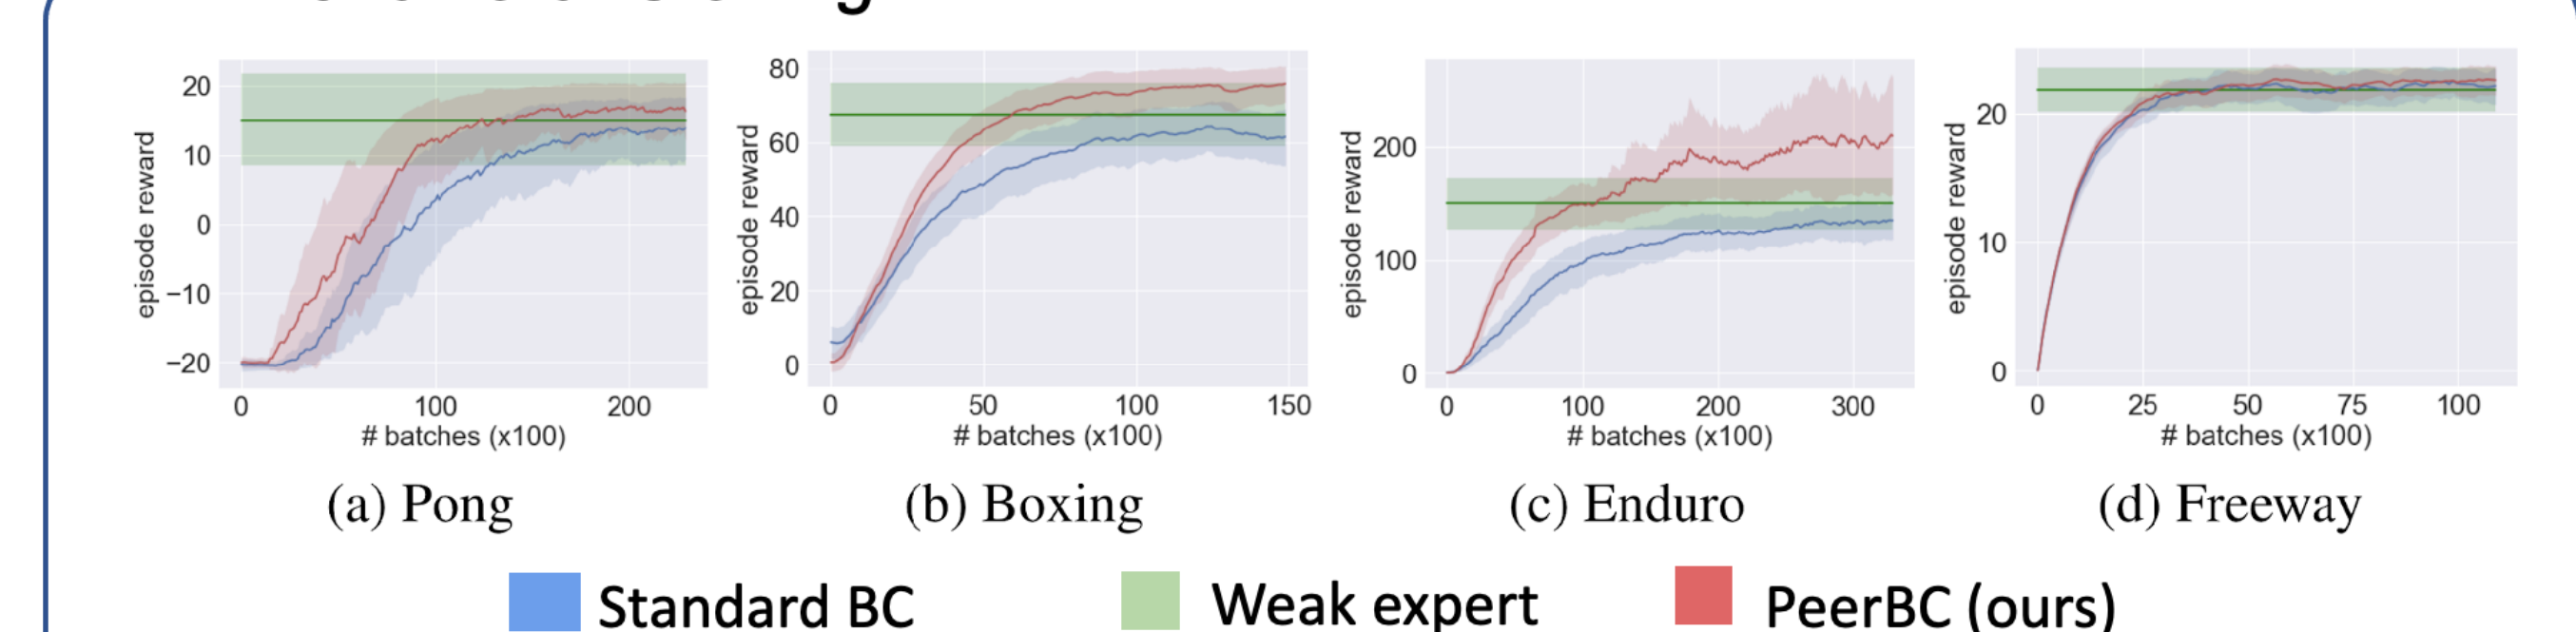 20
10
0
−10
−20
episode reward
0 100 200
# batches (x100)
(a) Pong
80
60
40
20
0
episode reward
0 50 100 150
# batches (x100)
(b) Boxing
200
100
0
episode reward
0 100 200 300
# batches (x100)
(c) Enduro
20
10
0
episode reward
0 25 50 75 100
# batches (x100)
(d) Freeway
Standard BC
Weak expert
PeerBC (ours)